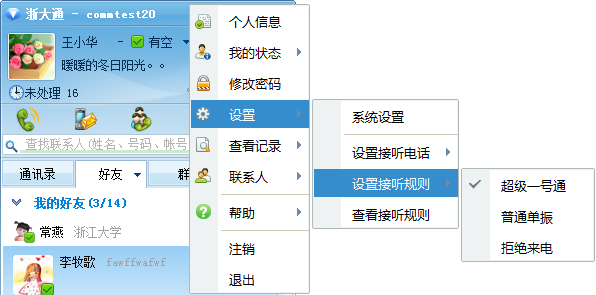 浙大通 - commtest20
王小华 - 有空
暖暖的冬日阳光。。
未处理 16
查找联系人(姓名、号码、帐号
通讯录 好友 群
我的好友(3/14)
常燕 浙江大学
李牧歌 fawffwafwf
个人信息
我的状态
修改密码
设置
查看记录
联系人
帮助
注销
退出
系统设置
设置接听电话
设置接听规则
查看接听规则
超级一号通
普通单振
拒绝来电